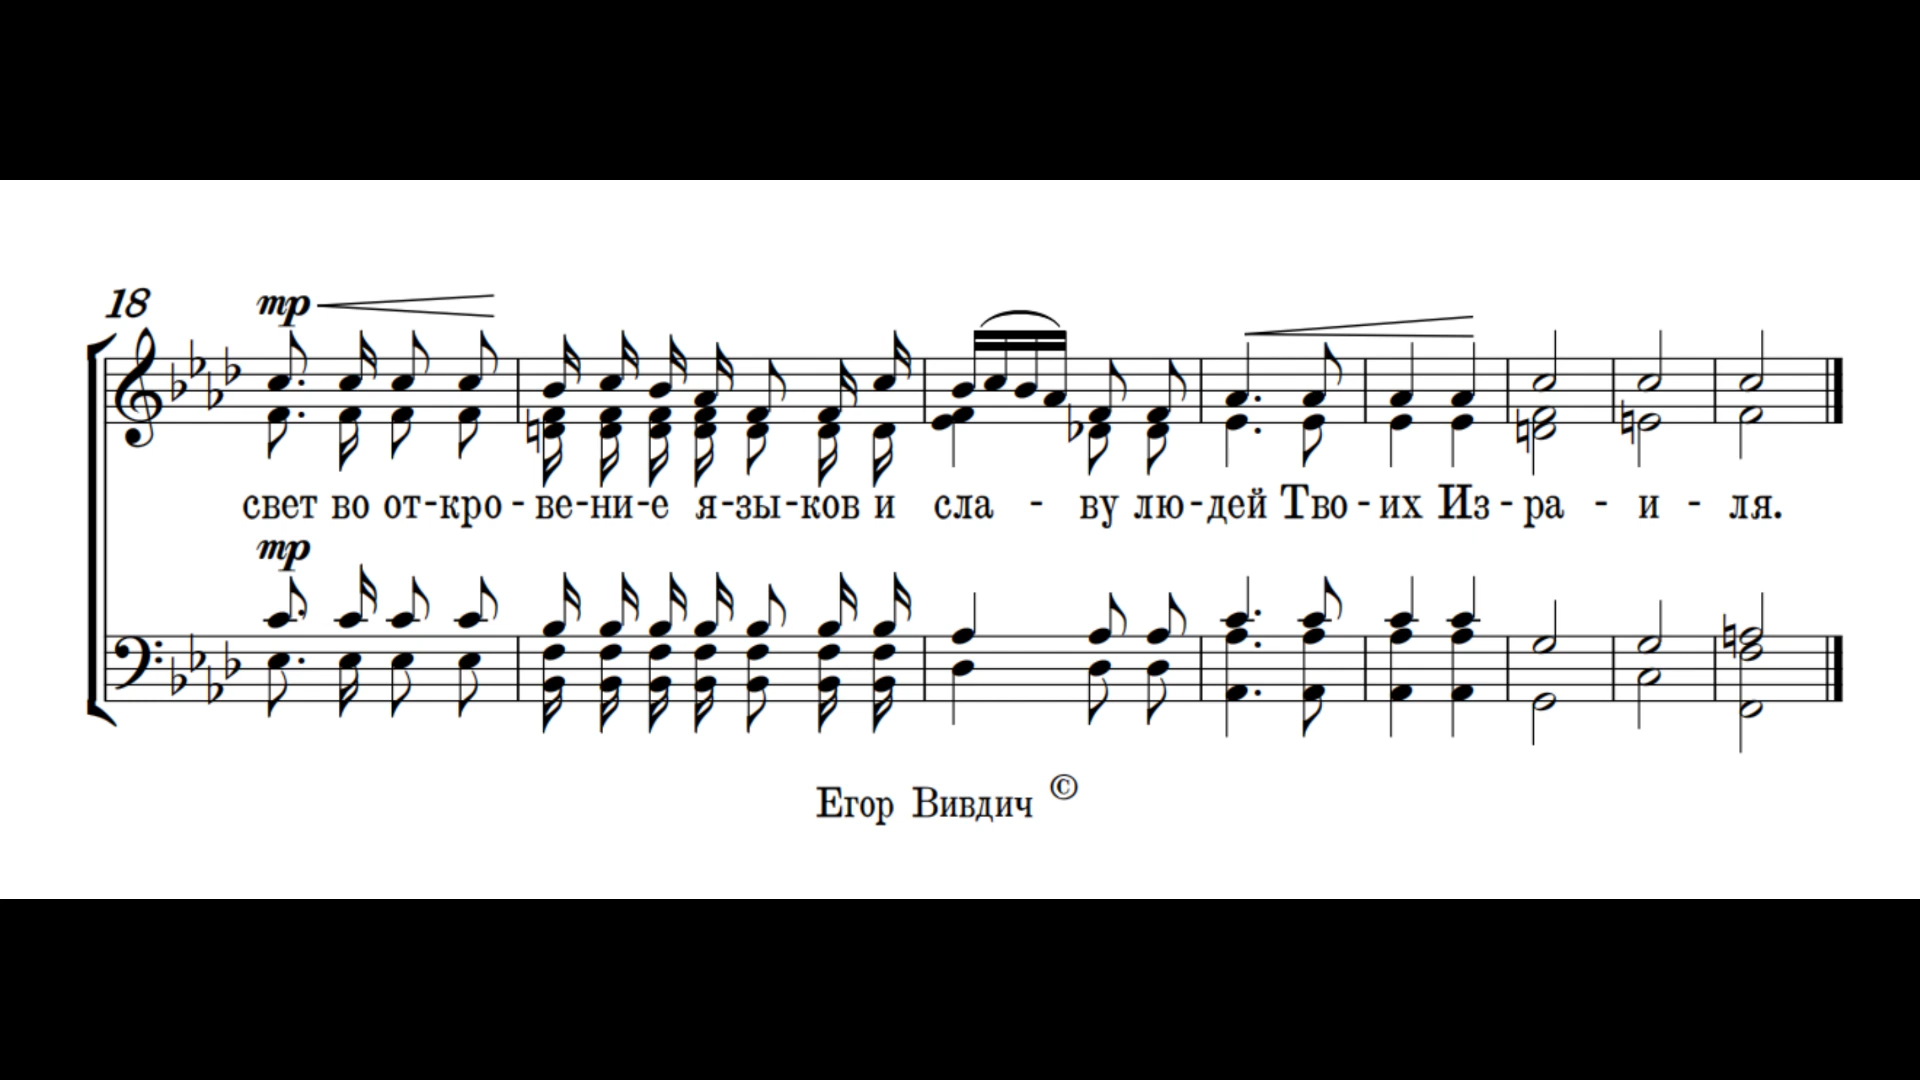 18
mp
свет во от-кро-ве-ни-е я-зы-ков и сла - ву лю-дей Тво-их Из-ра - и - ля.
mp
Егор Вивдич ©